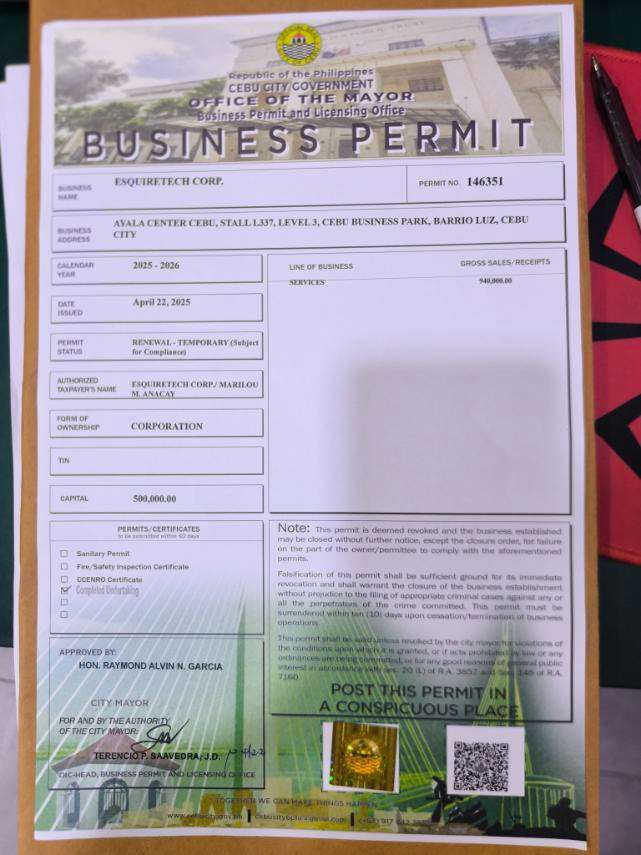 Republic of the Philippines
CEBU CITY GOVERNMENT
OFFICE OF THE MAYOR
Business Permit and Licensing Office
BUSINESS PERMIT
BUSINESS NAME
ESQUIRETECH CORP.
PERMIT NO. 146351
BUSINESS ADDRESS
AYALA CENTER CEBU, STALL L337, LEVEL 3, CEBU BUSINESS PARK, BARRIO LUZ, CEBU
CITY
CALENDAR YEAR
2025 - 2026
DATE ISSUED
April 22, 2025
PERMIT STATUS
RENEWAL - TEMPORARY (Subject
for Compliance)
AUTHORIZED TAXPAYER'S NAME
ESQUIRETECH CORP./ MARILOU
M. ANACAY
FORM OF OWNERSHIP
CORPORATION
TIN
CAPITAL
500,000.00
LINE OF BUSINESS
GROSS SALES/RECEIPTS
SERVICES
940,000.00
PERMITS/CERTIFICATES
to be submitted within 60 days
Sanitary Permit
Fire/Safety Inspection Certificate
CCENRO Certificate
Completed Undertaking
Note: This permit is deemed revoked and the business established
may be closed without further notice, except the closure order, for failure
on the part of the owner/permittee to comply with the aforementioned
permits.
Falsification of this permit shall be sufficient ground for its immediate
revocation and shall warrant the closure of the business establishment
without prejudice to the filing of appropriate criminal cases against any or
all the perpetrators of the crime committed. This permit must be
surrendered within ten (10) days upon cessation/termination of business
operations.
This permit shall be valid unless revoked by the city mayor for violations of
the conditions upon which it is granted, or if acts prohibited by law or any
ordinances are being committed, or for any good reasons of general public
interest in accordance with Sec. 20 (L) of R.A. 3857 and Sec. 148 of R.A.
7160.
POST THIS PERMIT IN
A CONSPICUOUS PLACE
APPROVED BY:
HON. RAYMOND ALVIN N. GARCIA
CITY MAYOR
FOR AND BY THE AUTHORITY
OF THE CITY MAYOR:
TERENCIO P. SAAVEDRA, J.D.
4/22
OIC-HEAD, BUSINESS PERMIT AND LICENSING OFFICE
TOGETHER WE CAN MAKE THINGS HAPPEN